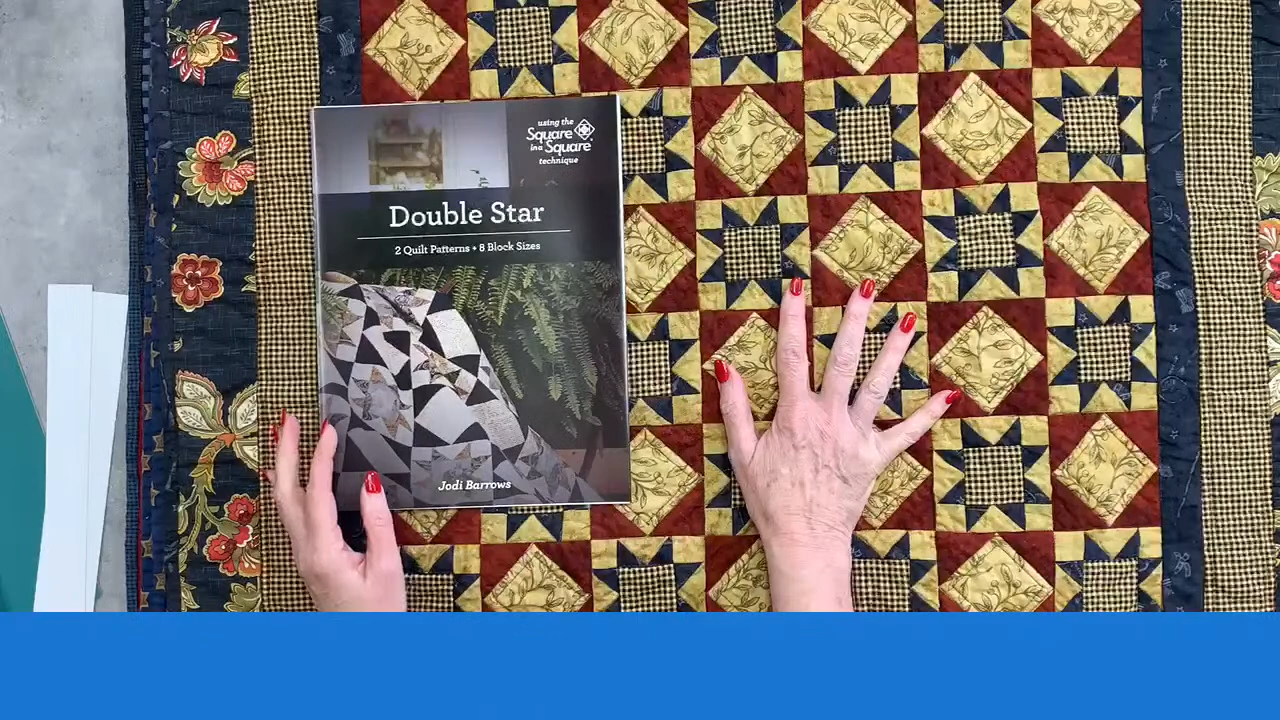 using the
Square
in a Square
technique
Double Star
2 Quilt Patterns • 8 Block Sizes
Jodi Barrows